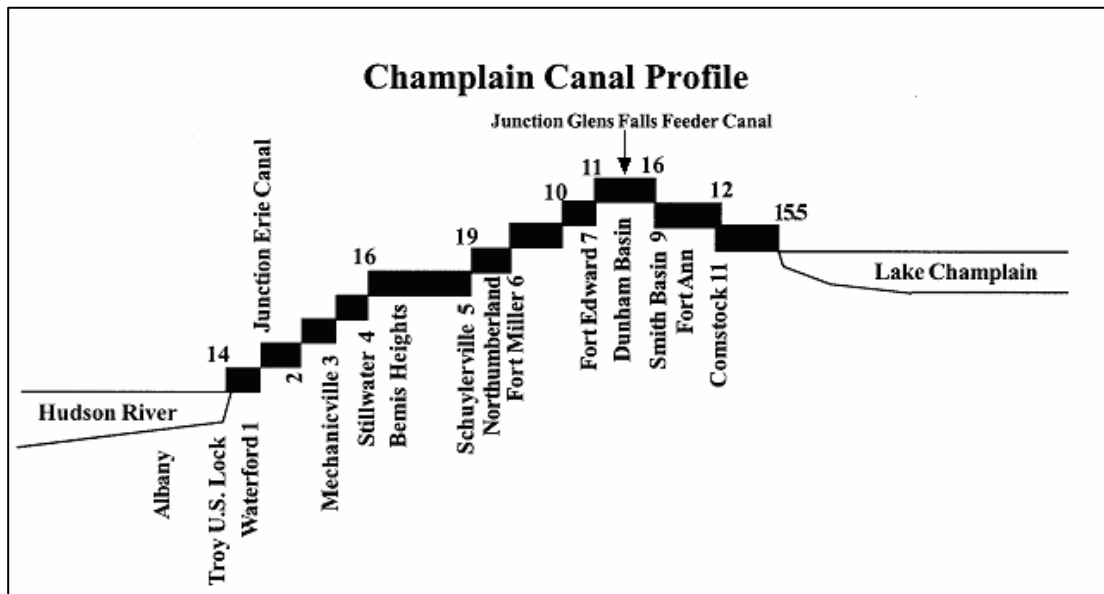 Champlain Canal Profile
Junction Glens Falls Feeder Canal
Junction Erie Canal
14
16
19
10
11
16
12
15.5
Hudson River
Lake Champlain
Albany
Troy U.S. Lock
Waterford 1
2
Mechanicville 3
Stillwater 4
Bemis Heights
Schuylerville 5
Northumberland
Fort Miller 6
Fort Edward 7
Dunham Basin
Smith Basin 9
Fort Ann
Comstock 11